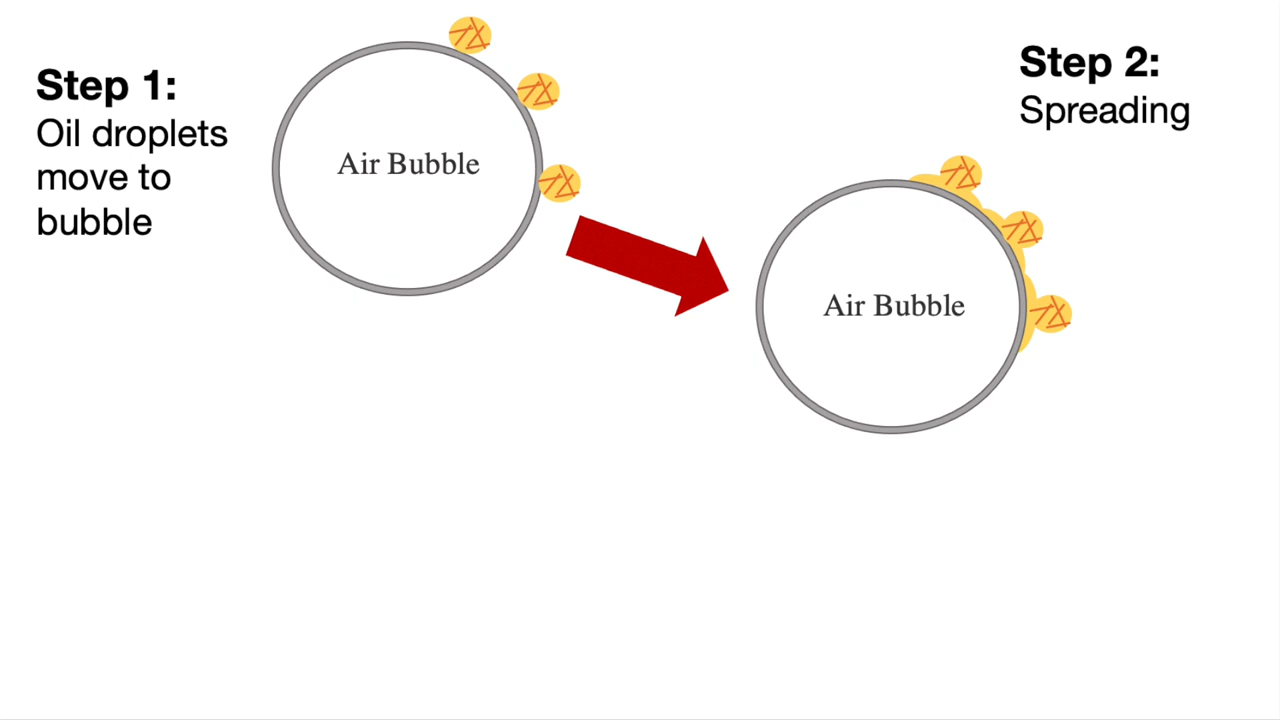 Step 1:
Oil droplets
move to
bubble
Air Bubble
Step 2:
Spreading
Air Bubble